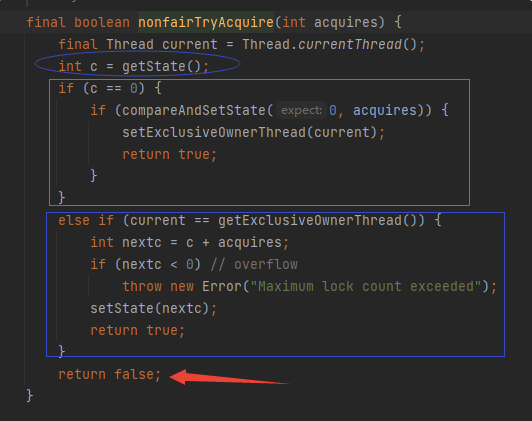 final boolean nonfairTryAcquire(int acquires) {
    final Thread current = Thread.currentThread();
    int c = getState();
    if (c == 0) {
        if (compareAndSetState( expect: 0, acquires)) {
            setExclusiveOwnerThread(current);
            return true;
        }
    }
    else if (current == getExclusiveOwnerThread()) {
        int nextc = c + acquires;
        if (nextc < 0) // overflow
            throw new Error("Maximum lock count exceeded");
        setState(nextc);
        return true;
    }
    return false;
}